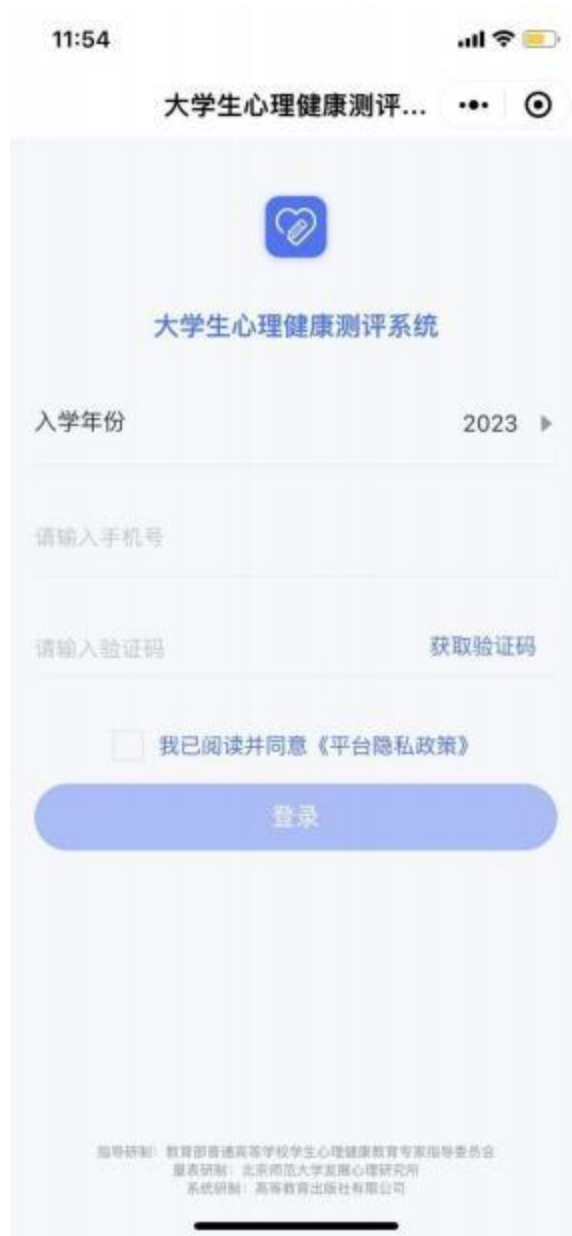 11:54
大学生心理健康测评...
大学生心理健康测评系统
入学年份 2023
请输入手机号
请输入验证码 获取验证码
我已阅读并同意《平台隐私政策》
登录
指导研制：教育部普通高等学校学生心理健康教育专家指导委员会
量表研制：北京师范大学发展心理研究所
系统研制：高等教育出版社有限公司